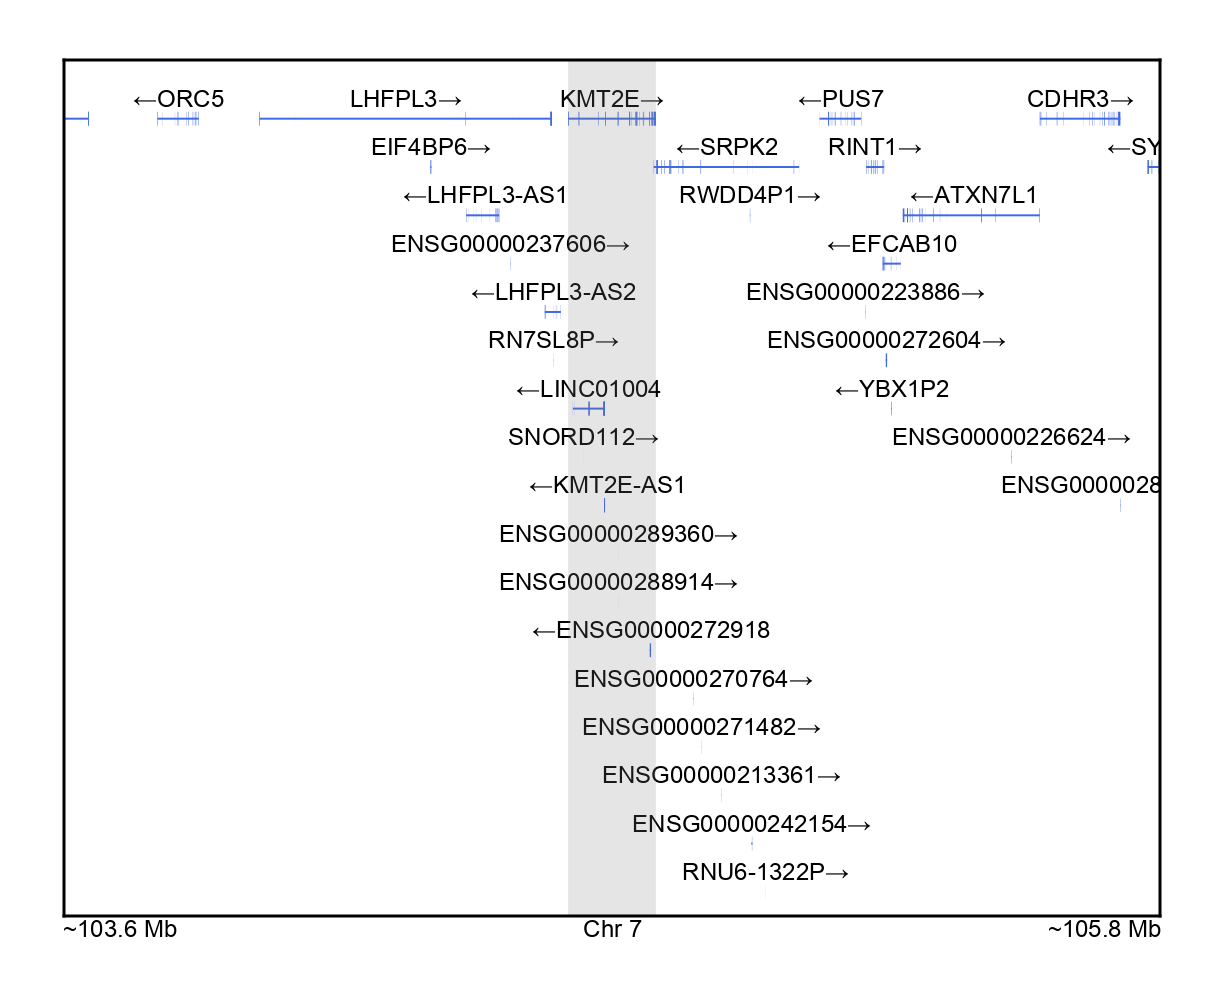 ←ORC5 LHFPL3→ KMT2E→ ←PUS7 CDHR3→
EIF4BP6→ ←SRPK2 RINT1→ ←SY
←LHFPL3-AS1 RWDD4P1→ ←ATXN7L1
ENSG00000237606→ ←EFCAB10
←LHFPL3-AS2 ENSG00000223886→
RN7SL8P→ ENSG00000272604→
←LINC01004 ←YBX1P2
SNORD112→ ENSG00000226624→
←KMT2E-AS1 ENSG0000028
ENSG00000289360→
ENSG00000288914→
←ENSG00000272918
ENSG00000270764→
ENSG00000271482→
ENSG00000213361→
ENSG00000242154→
RNU6-1322P→
~103.6 Mb Chr 7 ~105.8 Mb